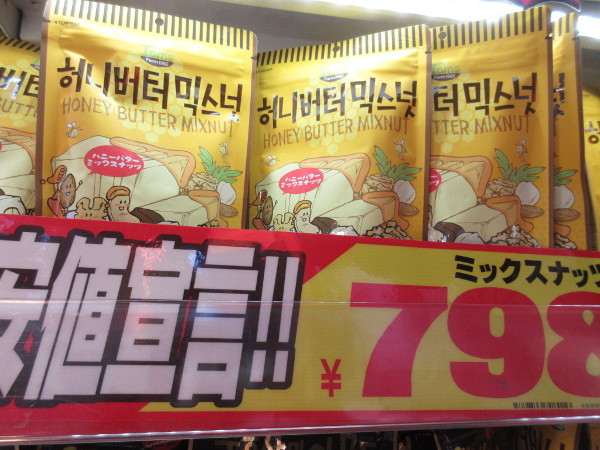 허니버터믹스넛
HONEY BUTTER MIXNUT
ハニーバター
ミックスナッツ
허니버터믹스넛
HONEY BUTTER MIXNUT
ハニーバター
ミックスナッツ
터믹스넛
TTER MIXNUT
安値宣言!!
ミックスナッツ
¥798